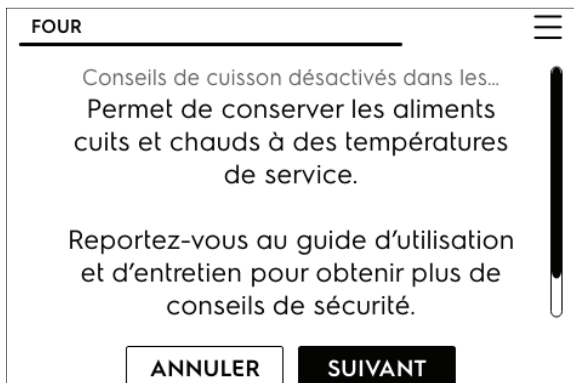 FOUR
Conseils de cuisson désactivés dans les...
Permet de conserver les aliments
cuits et chauds à des températures
de service.
Reportez-vous au guide d’utilisation
et d’entretien pour obtenir plus de
conseils de sécurité.
ANNULER SUIVANT